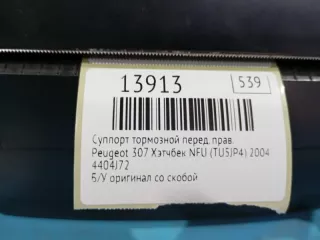 13913
539
Суппорт тормозной перед. прав.
Peugeot 307 Хэтчбек NFU (TU5JP4) 2004
4404J72
Б/У оригинал со скобой